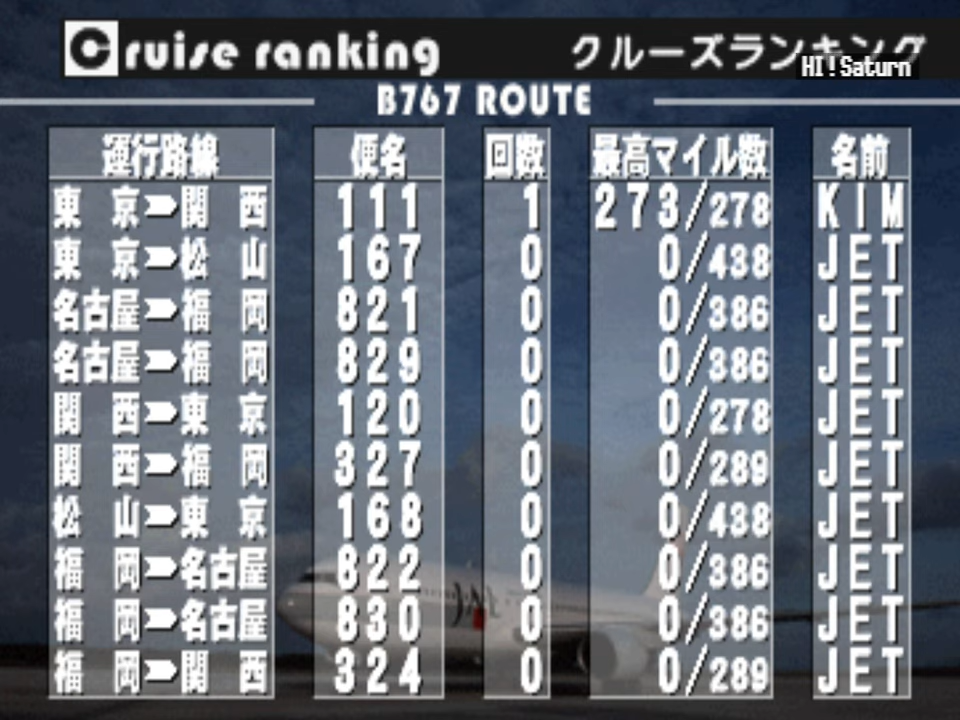 Cruise ranking クルーズランキング
HI!Saturn
B767 ROUTE
運行路線 便名 回数 最高マイル数 名前
東京➡関西 111 1 273/278 KIM
東京➡松山 167 0 0/438 JET
名古屋➡福岡 821 0 0/386 JET
名古屋➡福岡 829 0 0/386 JET
関西➡東京 120 0 0/278 JET
関西➡福岡 327 0 0/289 JET
松山➡東京 168 0 0/438 JET
福岡➡名古屋 822 0 0/386 JET
福岡➡名古屋 830 0 0/386 JET
福岡➡関西 324 0 0/289 JET
JAL